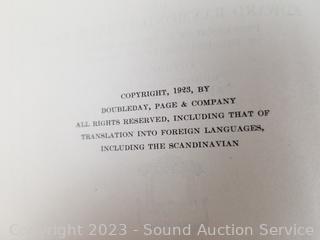 COPYRIGHT, 1923, BY
DOUBLEDAY, PAGE & COMPANY
ALL RIGHTS RESERVED, INCLUDING THAT OF
TRANSLATION INTO FOREIGN LANGUAGES,
INCLUDING THE SCANDINAVIAN
Copyright 2023 - Sound Auction Service